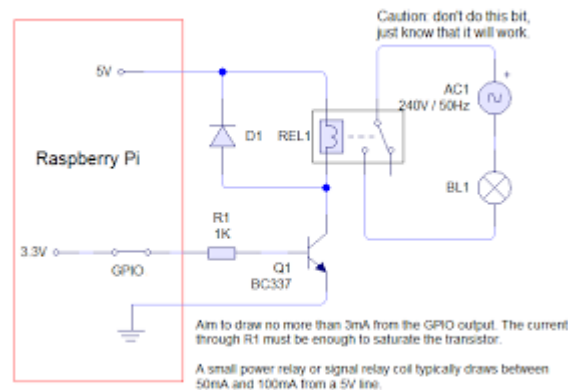 Caution: don't do this bit,
just know that it will work.
5V
AC1
240V / 50Hz
D1
REL1
Raspberry Pi
BL1
R1
1K
3.3V
GPIO
Q1
BC337
Aim to draw no more than 3mA from the GPIO output. The current
through R1 must be enough to saturate the transistor.
A small power relay or signal relay coil typically draws between
50mA and 100mA from a 5V line.